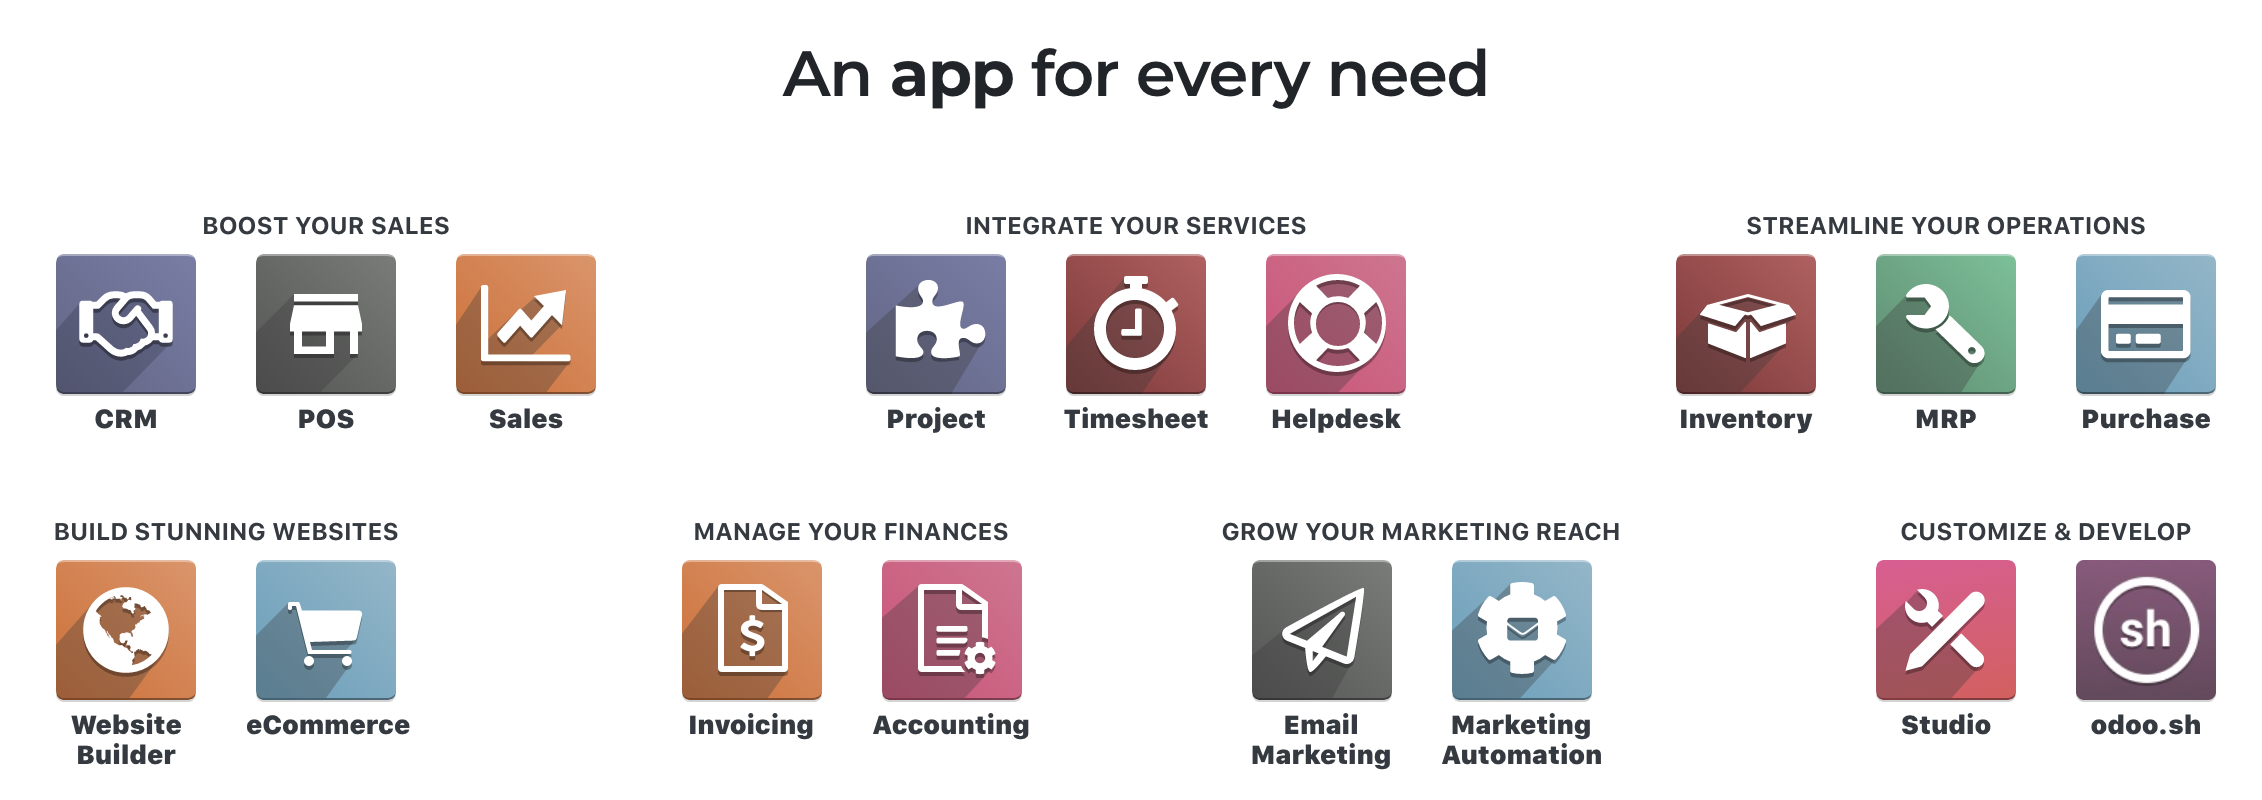 An app for every need
BOOST YOUR SALES
CRM
POS
Sales
INTEGRATE YOUR SERVICES
Project
Timesheet
Helpdesk
STREAMLINE YOUR OPERATIONS
Inventory
MRP
Purchase
BUILD STUNNING WEBSITES
Website
Builder
eCommerce
MANAGE YOUR FINANCES
$
Invoicing
Accounting
GROW YOUR MARKETING REACH
Email
Marketing
Marketing
Automation
CUSTOMIZE & DEVELOP
Studio
sh
odoo.sh